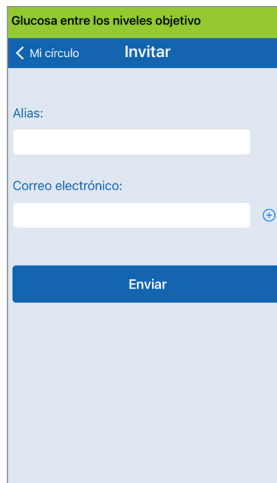 Glucosa entre los niveles objetivo
Mi círculo Invitar
Alias:
Correo electrónico:
Enviar